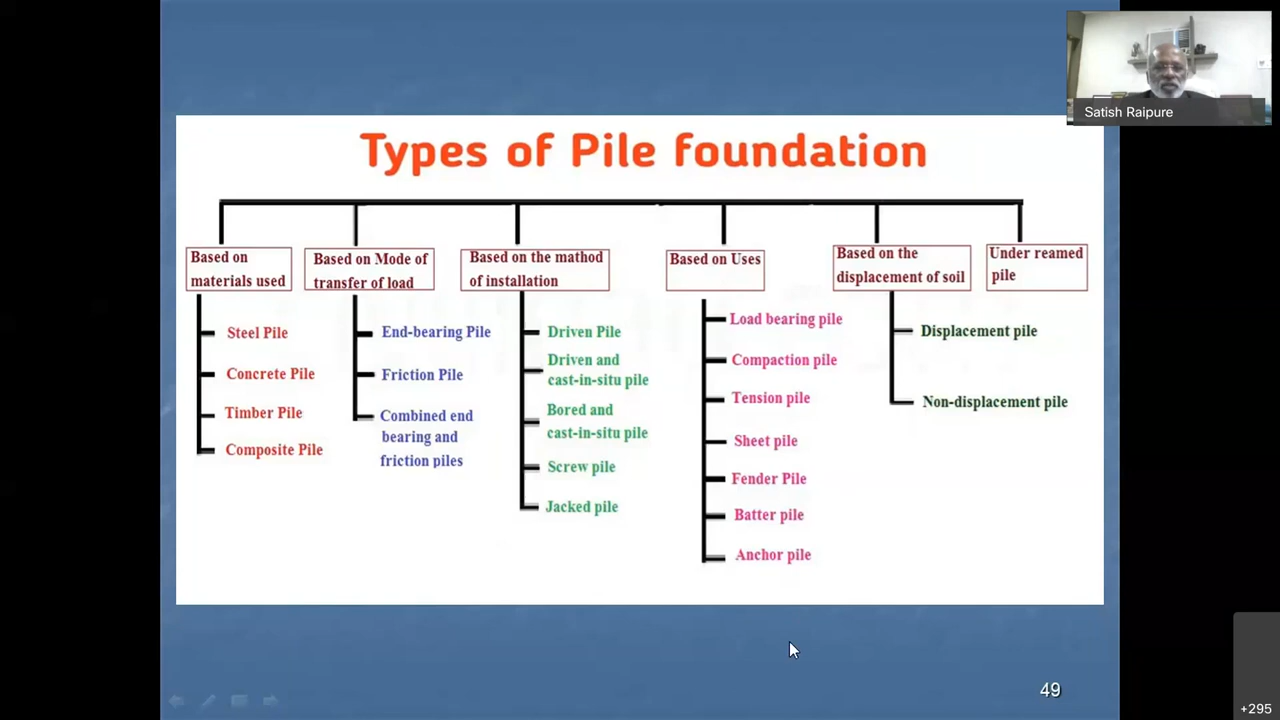 Satish Raipure
Types of Pile foundation
Based on
materials used
Steel Pile
Concrete Pile
Timber Pile
Composite Pile
Based on Mode of
transfer of load
End-bearing Pile
Friction Pile
Combined end
bearing and
friction piles
Based on the mathod
of installation
Driven Pile
Driven and
cast-in-situ pile
Bored and
cast-in-situ pile
Screw pile
Jacked pile
Based on Uses
Load bearing pile
Compaction pile
Tension pile
Sheet pile
Fender Pile
Batter pile
Anchor pile
Based on the
displacement of soil
Displacement pile
Non-displacement pile
Under reamed
pile
49
+295